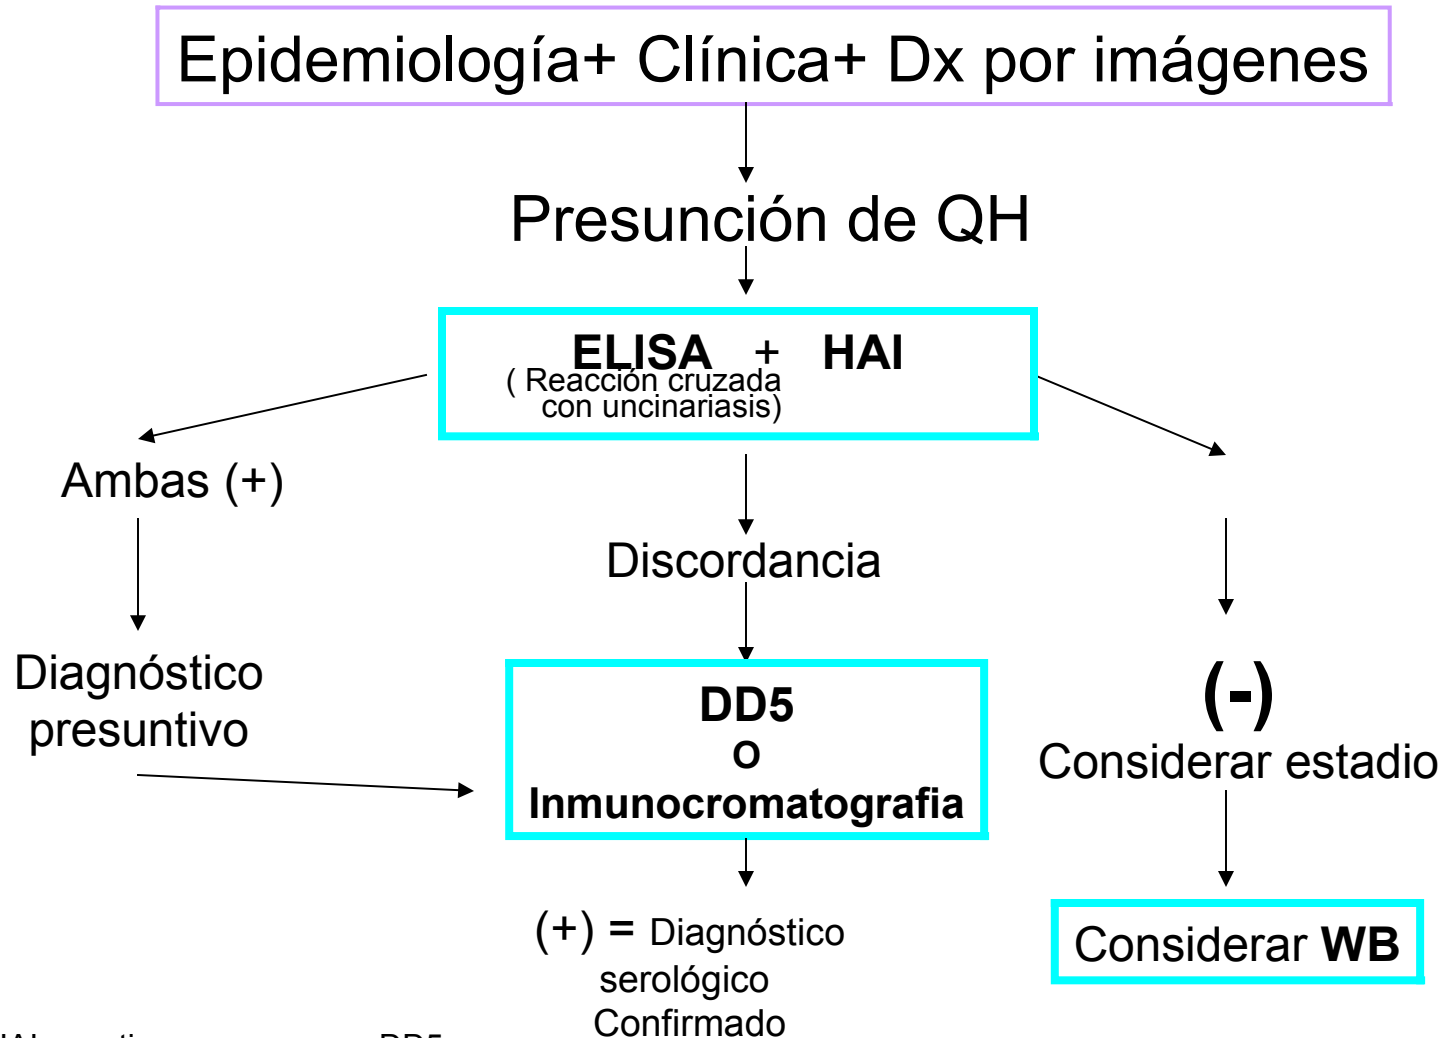 Epidemiología+ Clínica+ Dx por imágenes
Presunción de QH
ELISA + HAI
( Reacción cruzada
con uncinariasis)
Ambas (+)
Discordancia
Diagnóstico
presuntivo
DD5
O
Inmunocromatografia
(-)
Considerar estadio
(+) = Diagnóstico
serológico
Confirmado
Considerar WB